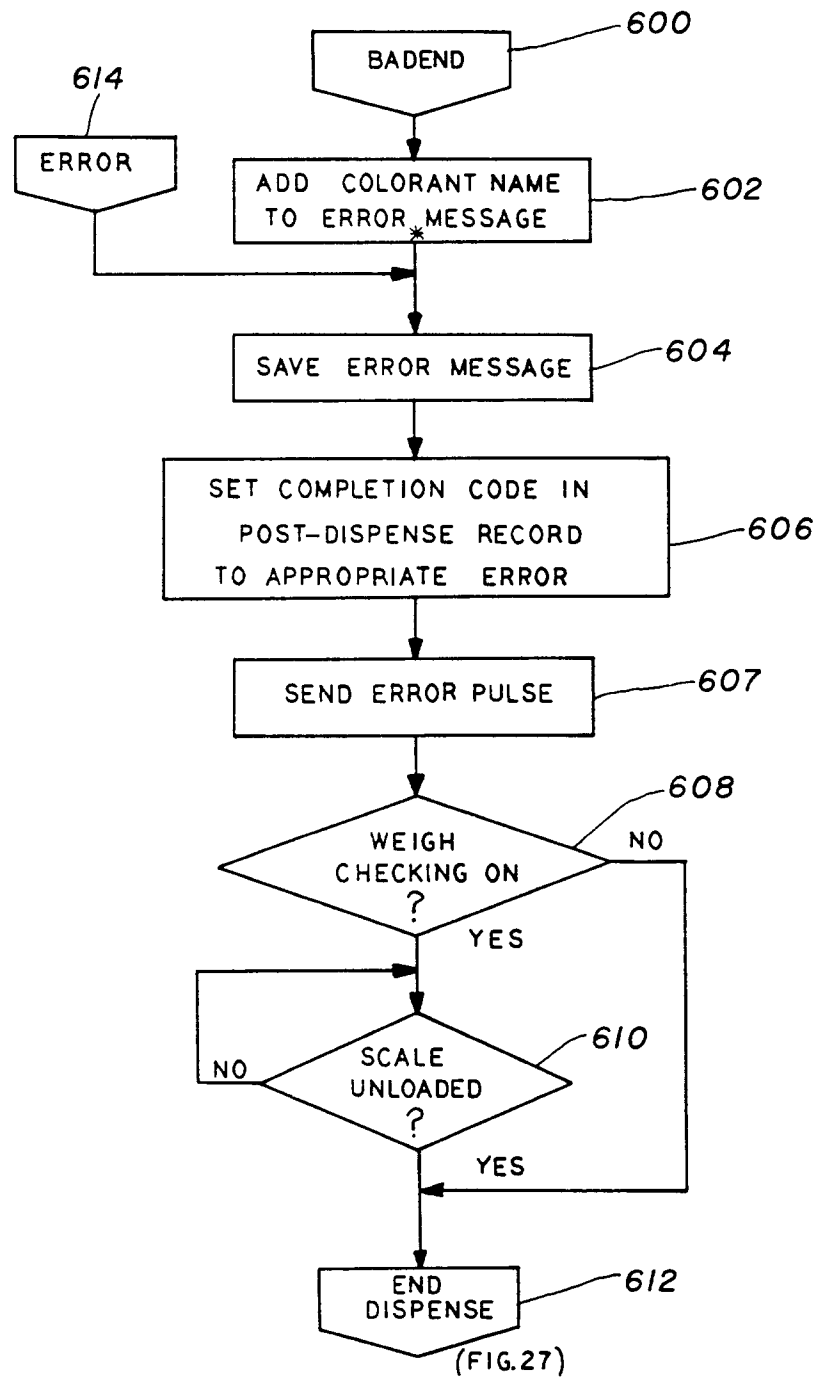 600
BADEND
614
ERROR
ADD COLORANT NAME
TO ERROR MESSAGE
*
602
SAVE ERROR MESSAGE
604
SET COMPLETION CODE IN
POST-DISPENSE RECORD
TO APPROPRIATE ERROR
606
SEND ERROR PULSE
607
608
WEIGH
CHECKING ON
?
NO
YES
610
SCALE
UNLOADED
?
NO
YES
END
DISPENSE
612
(FIG.27)